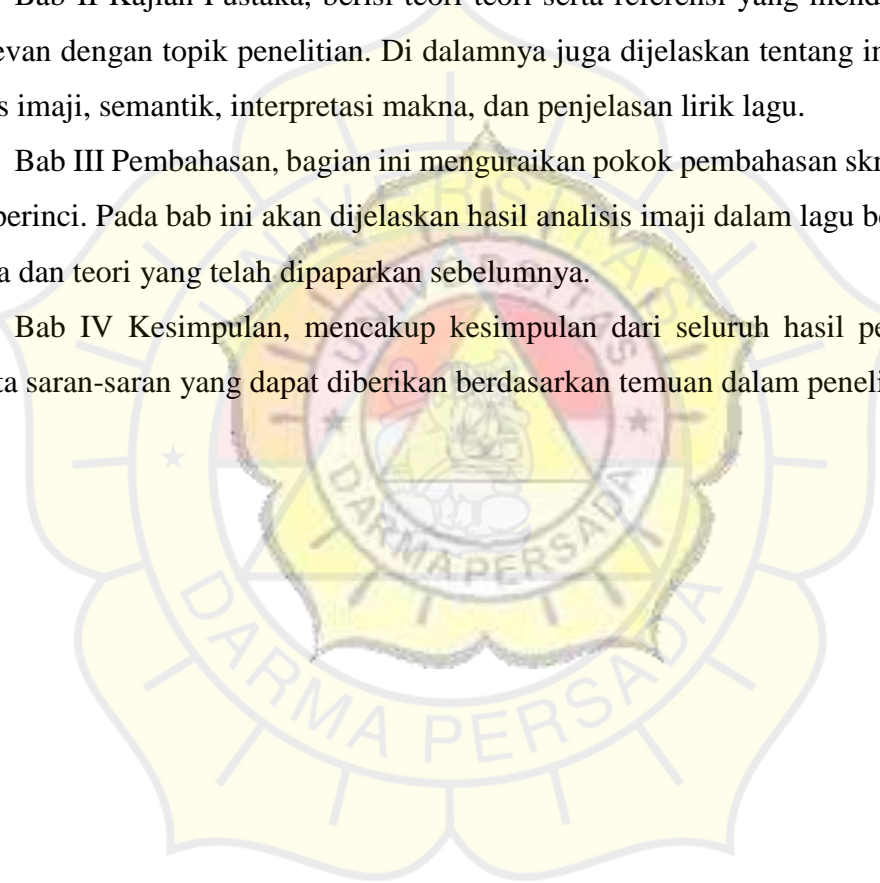 Bab II Kajian Pustaka, berisi teori-teori serta referensi yang mend
evan dengan topik penelitian. Di dalamnya juga dijelaskan tentang in
s imaji, semantik, interpretasi makna, dan penjelasan lirik lagu.
Bab III Pembahasan, bagian ini menguraikan pokok pembahasan sk
perinci. Pada bab ini akan dijelaskan hasil analisis imaji dalam lagu be
a dan teori yang telah dipaparkan sebelumnya.
Bab IV Kesimpulan, mencakup kesimpulan dari seluruh hasil pe
ta saran-saran yang dapat diberikan berdasarkan temuan dalam peneli
UNIVERSITAS
UNIVERSITAS
DARMA PERSADA
DARMA PERSADA